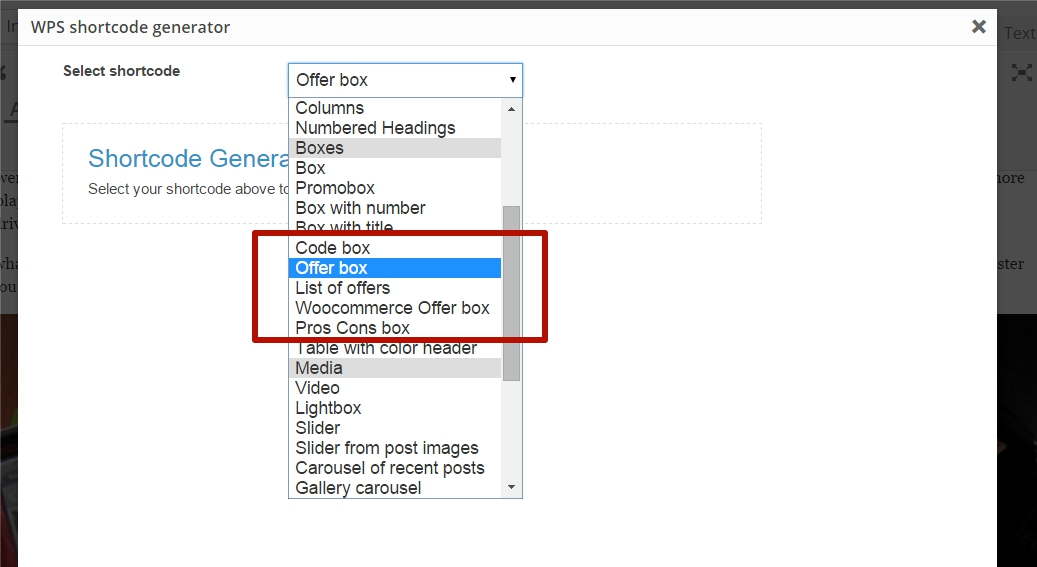 WPS shortcode generator
Text
Select shortcode
Offer box
Columns
Numbered Headings
Shortcode Genera
Boxes
Select your shortcode above to
Box
Promobox
Box with number
Box with title
Code box
Offer box
List of offers
Woocommerce Offer box
Pros Cons box
Table with color header
Media
Video
Lightbox
Slider
Slider from post images
Carousel of recent posts
Gallery carousel